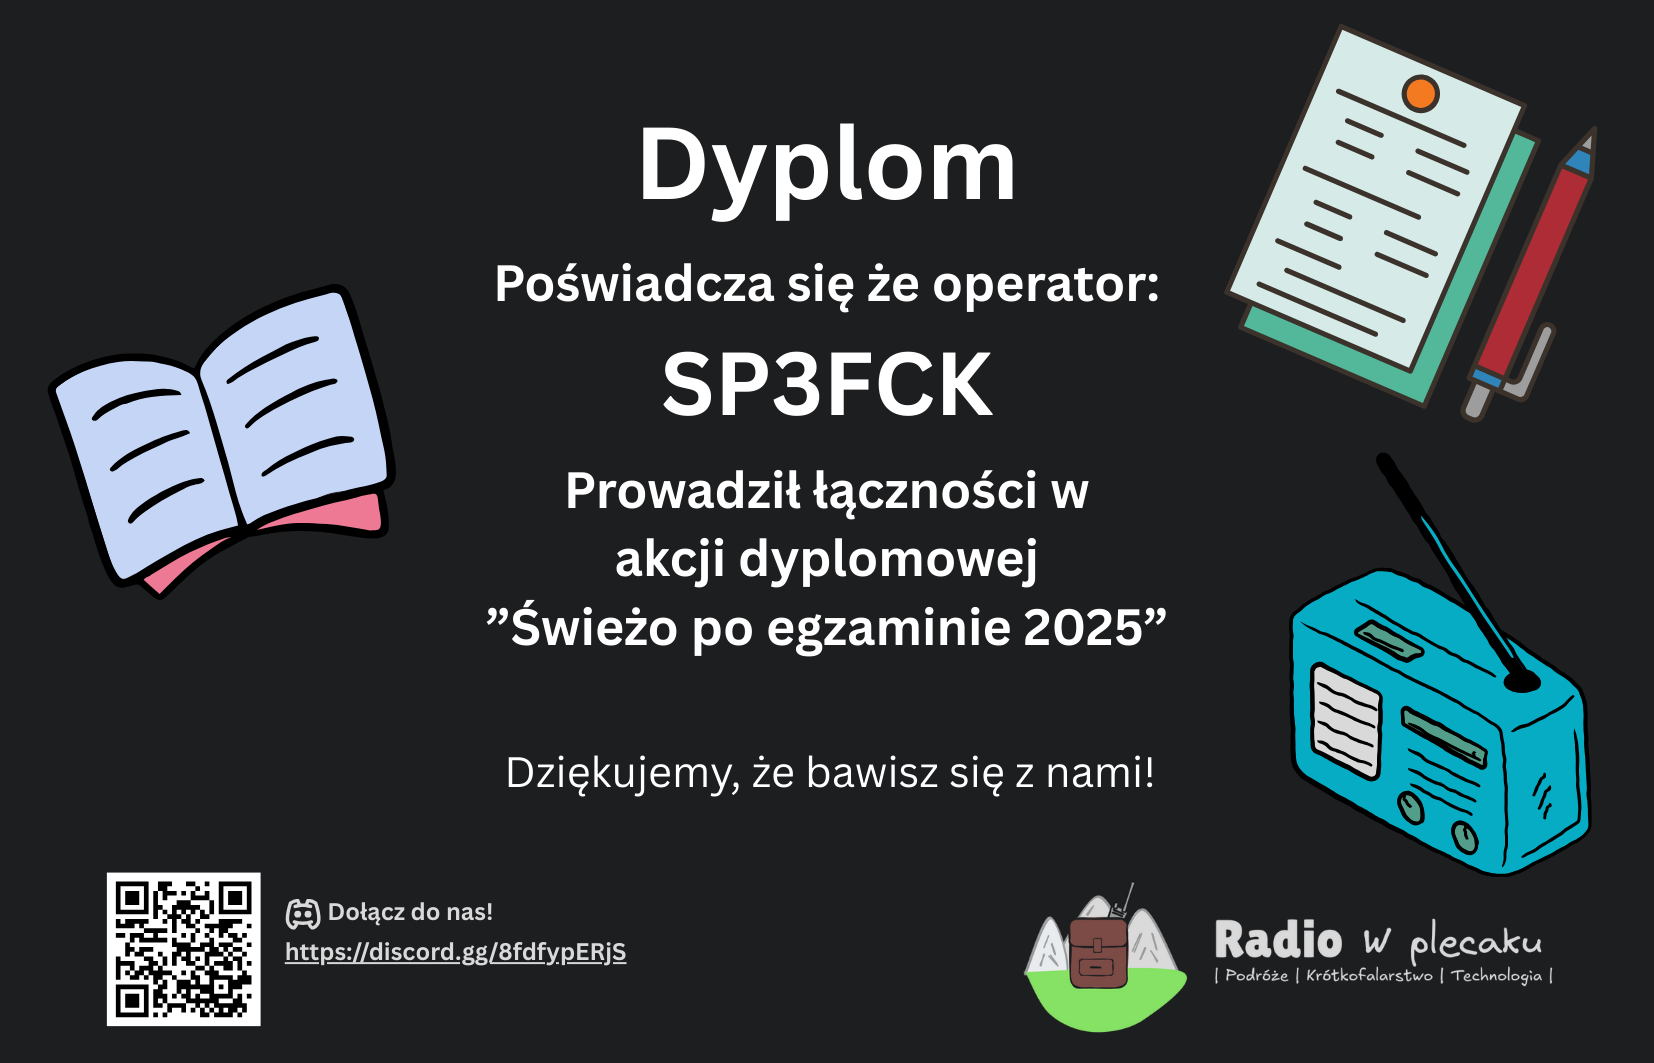 Dyplom
Poświadcza się że operator:
SP3FCK
Prowadził łączności w
akcji dyplomowej
”Świeżo po egzaminie 2025”
Dziękujemy, że bawisz się z nami!
Dołącz do nas!
https://discord.gg/8fdfypERjS
Radio w plecaku
| Podróże | Krótkofalarstwo | Technologia |